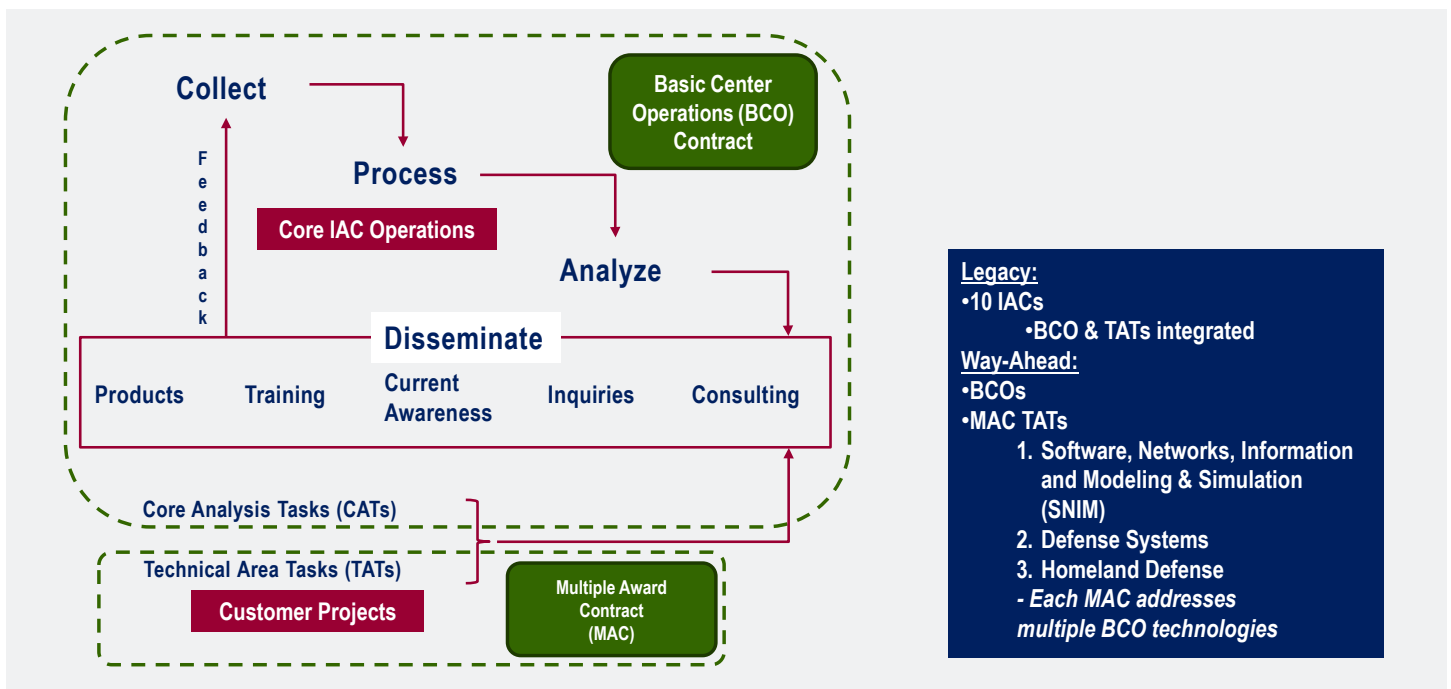 Collect
Basic Center
Operations (BCO)
Contract
Feedback
Process
Core IAC Operations
Analyze
Disseminate
Products
Training
Current
Awareness
Inquiries
Consulting
Core Analysis Tasks (CATs)
Technical Area Tasks (TATs)
Customer Projects
Multiple Award
Contract
(MAC)
Legacy:
•10 IACs
•BCO & TATs integrated
Way-Ahead:
•BCOs
•MAC TATs
1. Software, Networks, Information
and Modeling & Simulation
(SNIM)
2. Defense Systems
3. Homeland Defense
- Each MAC addresses
multiple BCO technologies